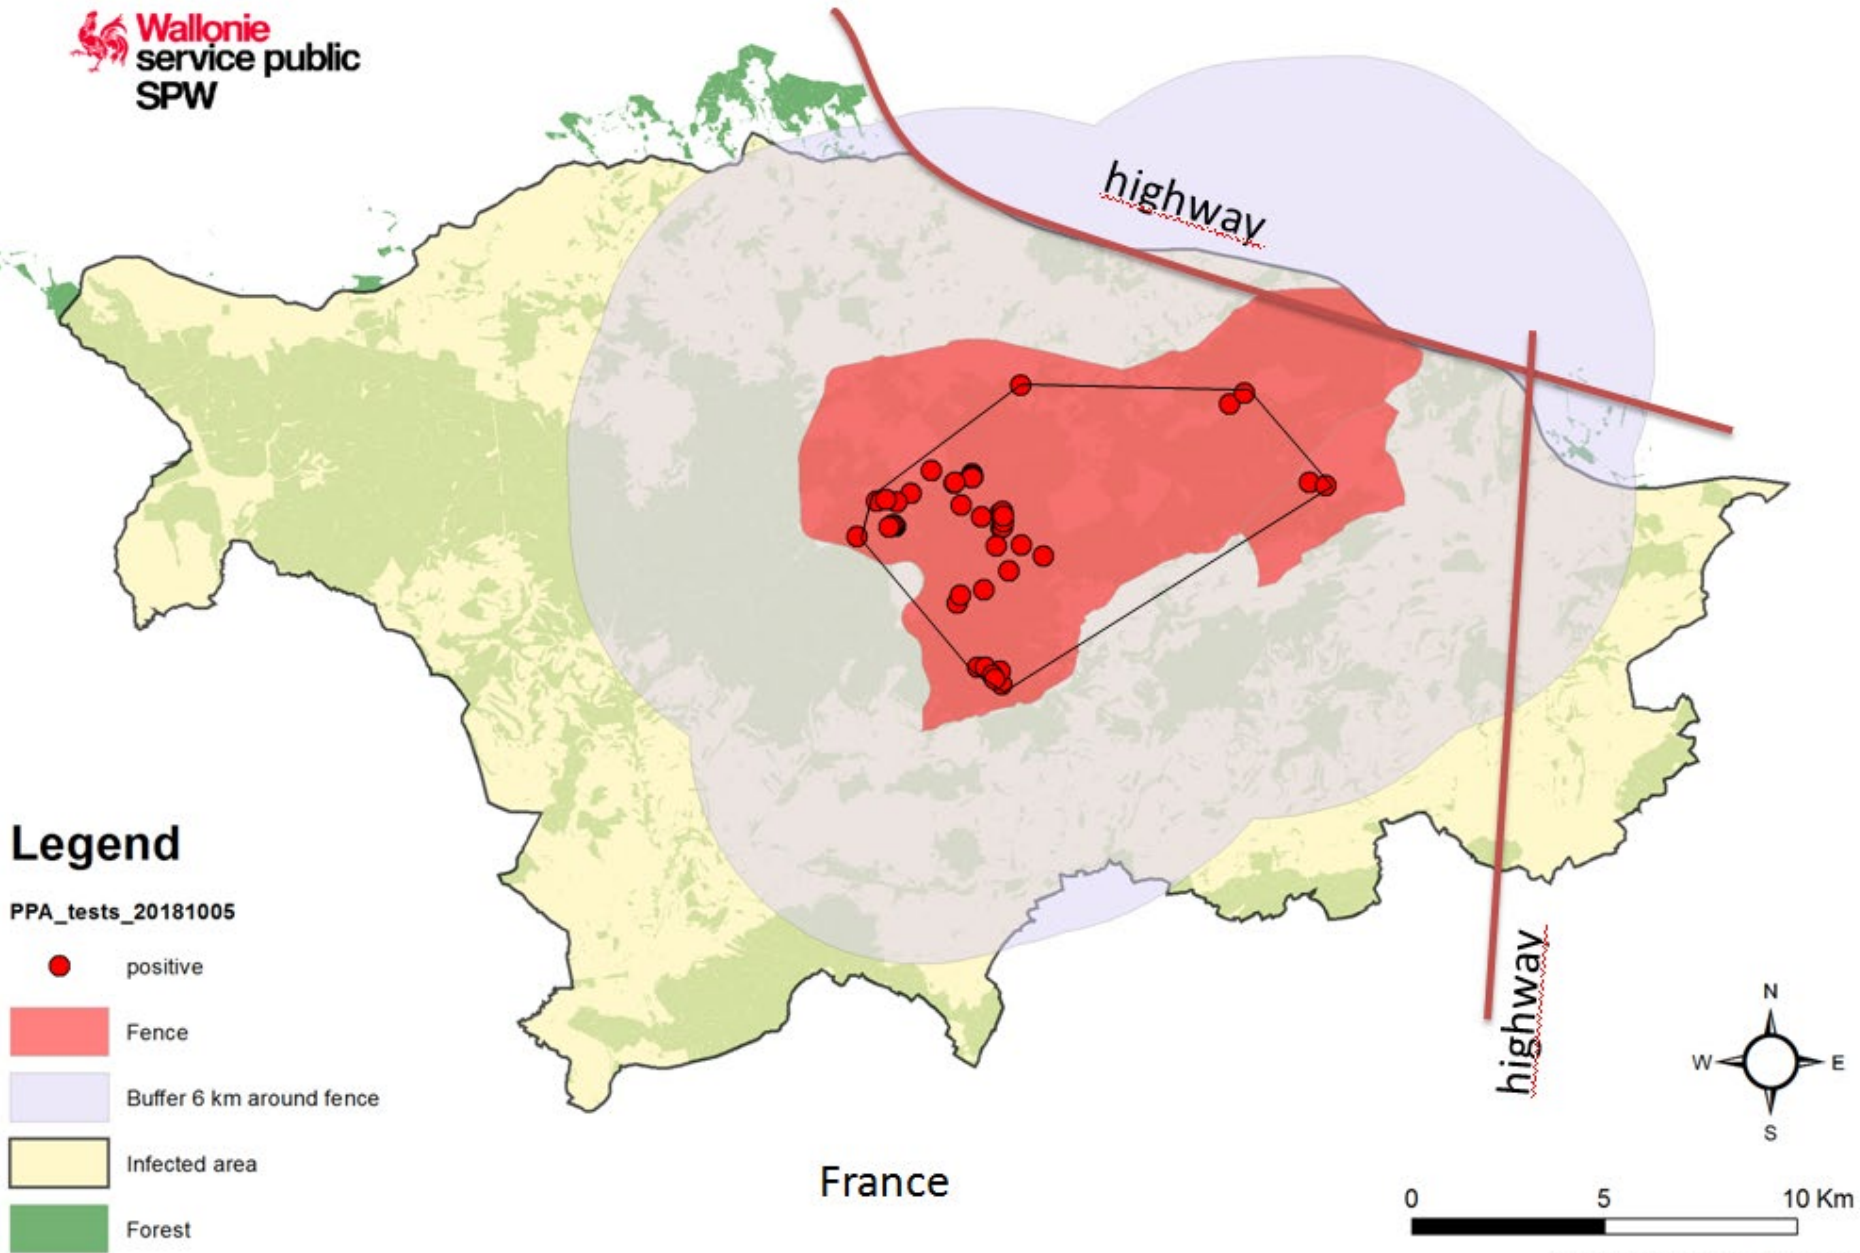 Wallonie
service public
SPW
highway
Legend
PPA_tests_20181005
positive
Fence
Buffer 6 km around fence
Infected area
Forest
France
highway
N
W E
S
0 5 10 Km